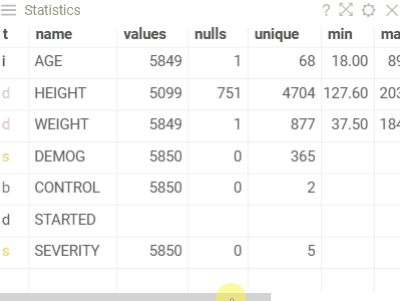 Statistics ?
t name values nulls unique min ma
i AGE 5849 1 68 18.00 89
d HEIGHT 5099 751 4704 127.60 203
d WEIGHT 5849 1 877 37.50 184
s DEMOG 5850 0 365
b CONTROL 5850 0 2
d STARTED
s SEVERITY 5850 0 5